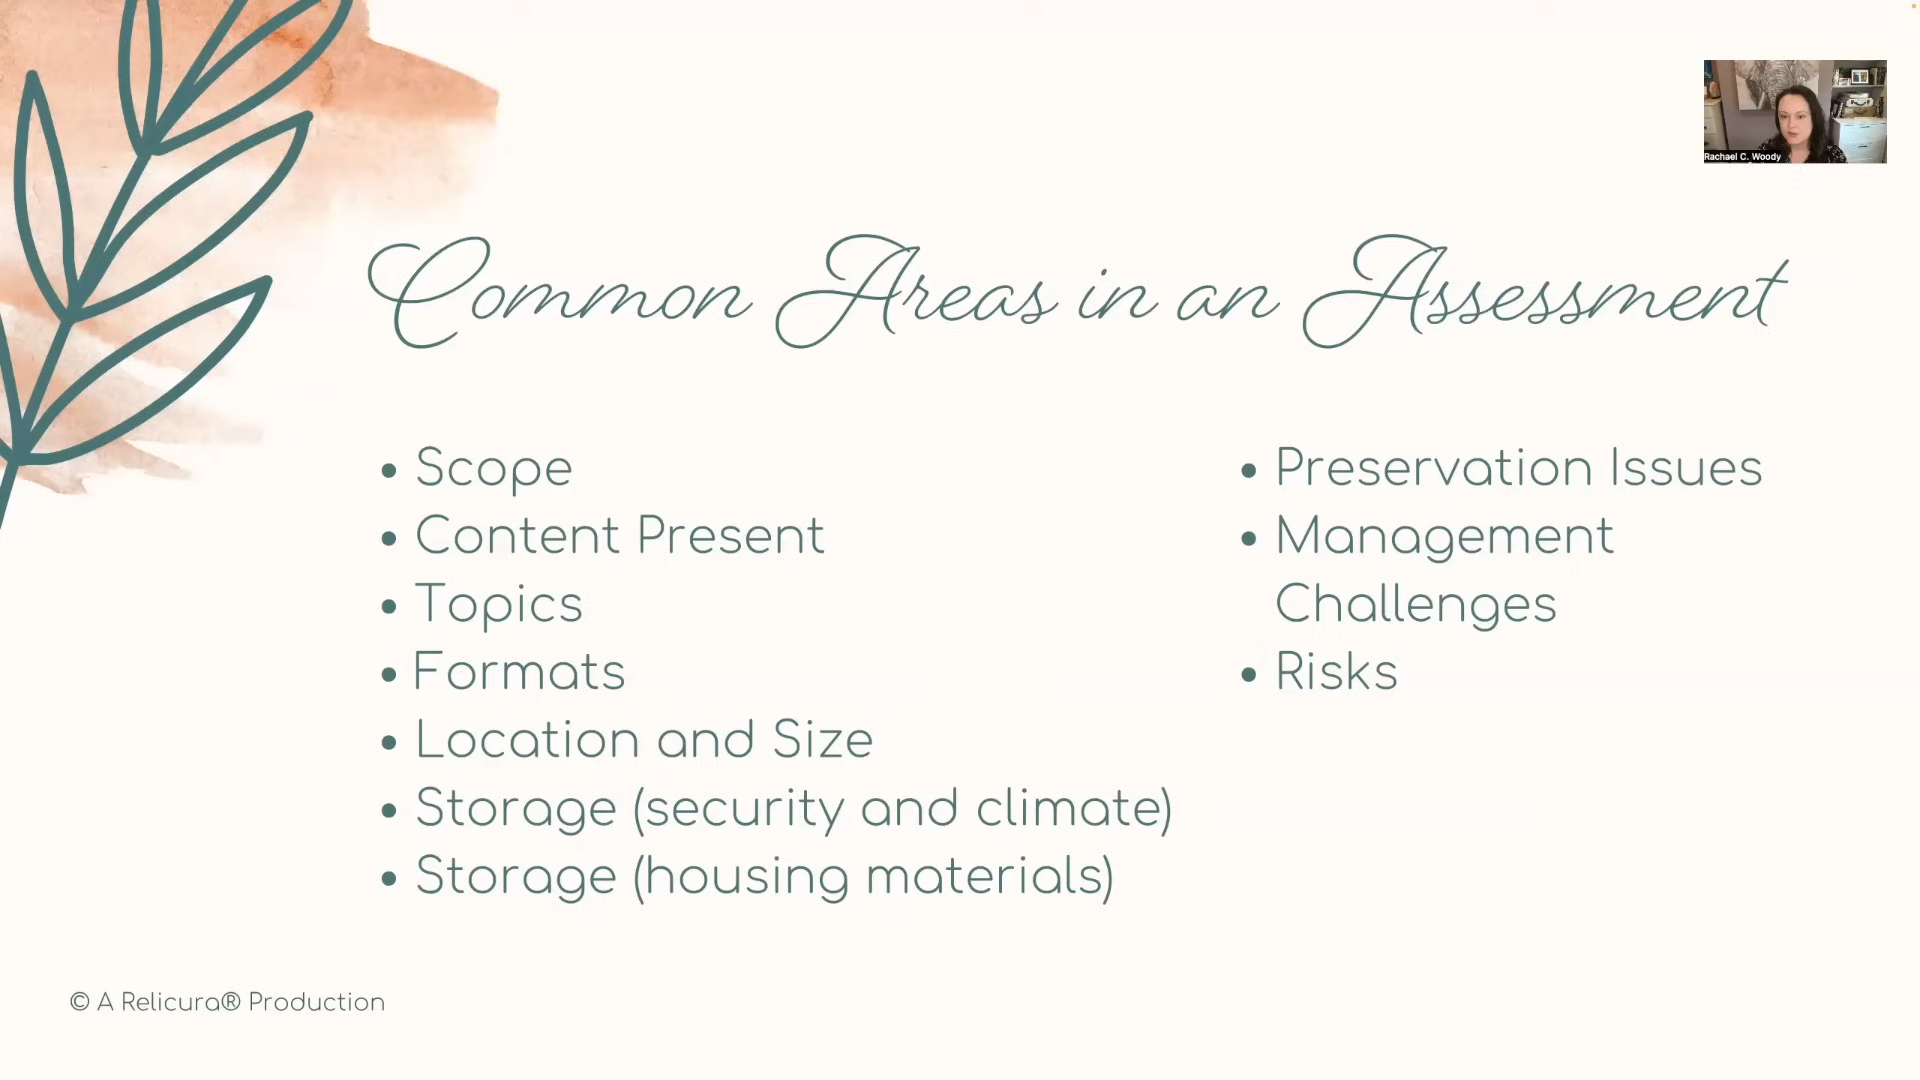 Rachael C. Woody
Common Areas in an Assessment
• Scope
• Content Present
• Topics
• Formats
• Location and Size
• Storage (security and climate)
• Storage (housing materials)
• Preservation Issues
• Management
Challenges
• Risks
© A Relicura® Production